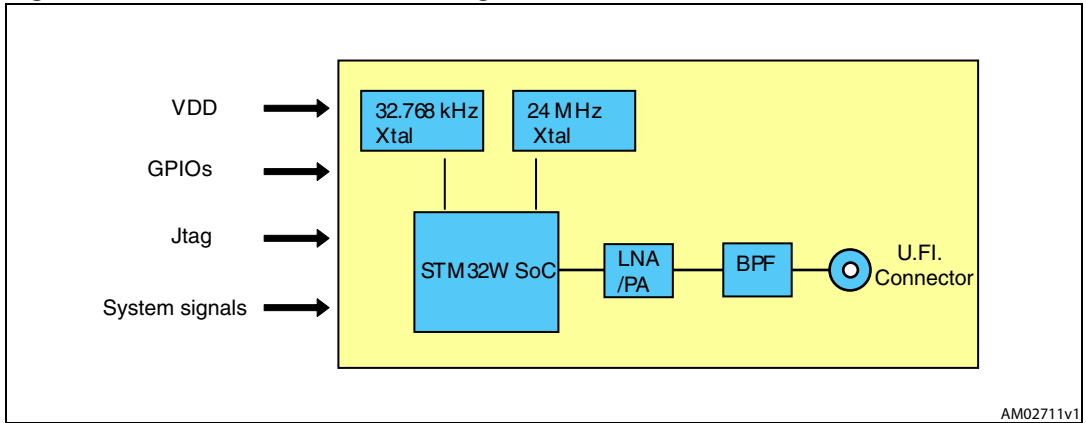 VDD
GPIOs
Jtag
System signals
32.768 kHz
Xtal
24 MHz
Xtal
STM32W SoC
LNA
/PA
BPF
U.Fl.
Connector
AM02711v1